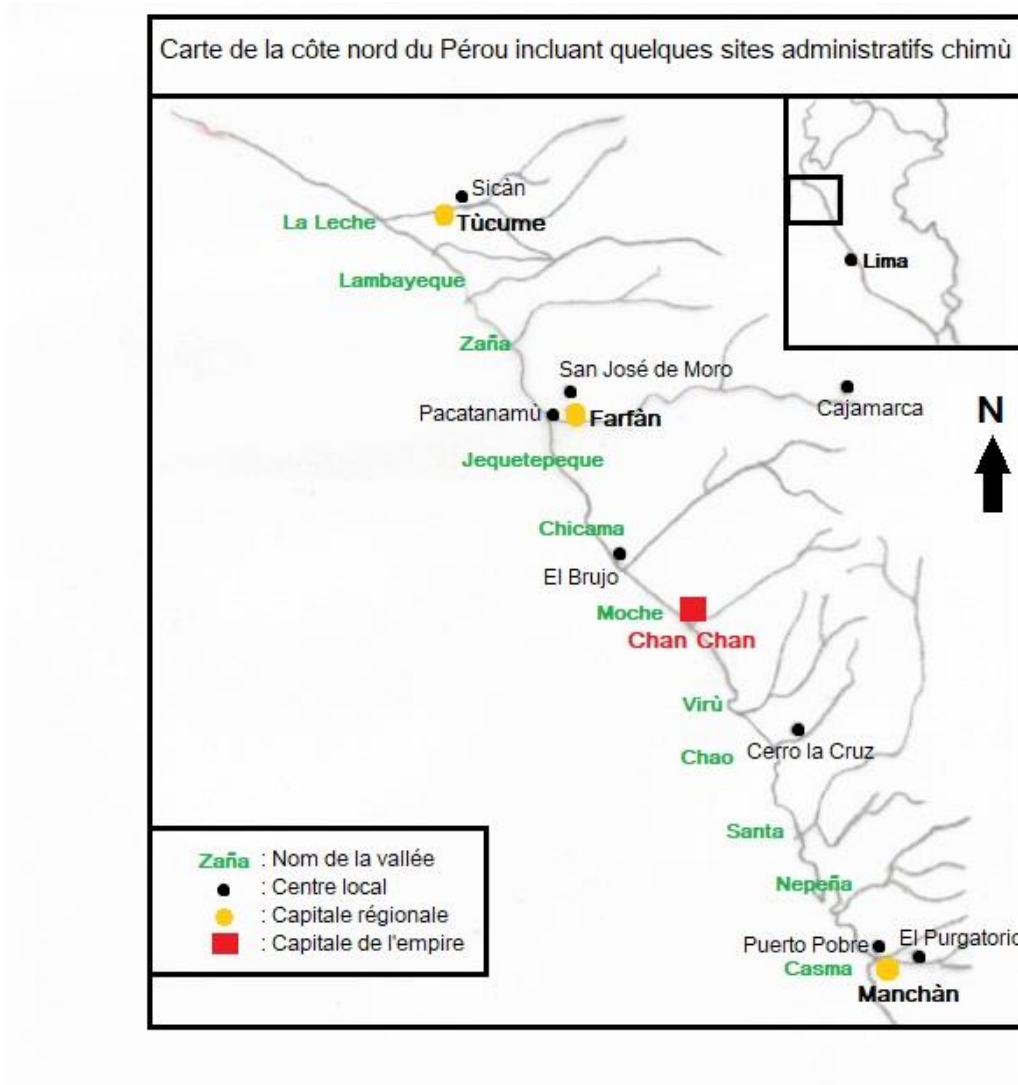 Carte de la côte nord du Pérou incluant quelques sites administratifs chimù
Sicàn
La Leche
Tùcume
Lima
Lambayeque
Zaña
San José de Moro
Cajamarca
Pacatanamù
Farfàn
N
Jequetepeque
Chicama
El Brujo
Moche
Chan Chan
Virù
Chao
Cerro la Cruz
Santa
Zaña : Nom de la vallée
: Centre local
: Capitale régionale
: Capitale de l'empire
Nepeña
Puerto Pobre
El Purgatorio
Casma
Manchàn